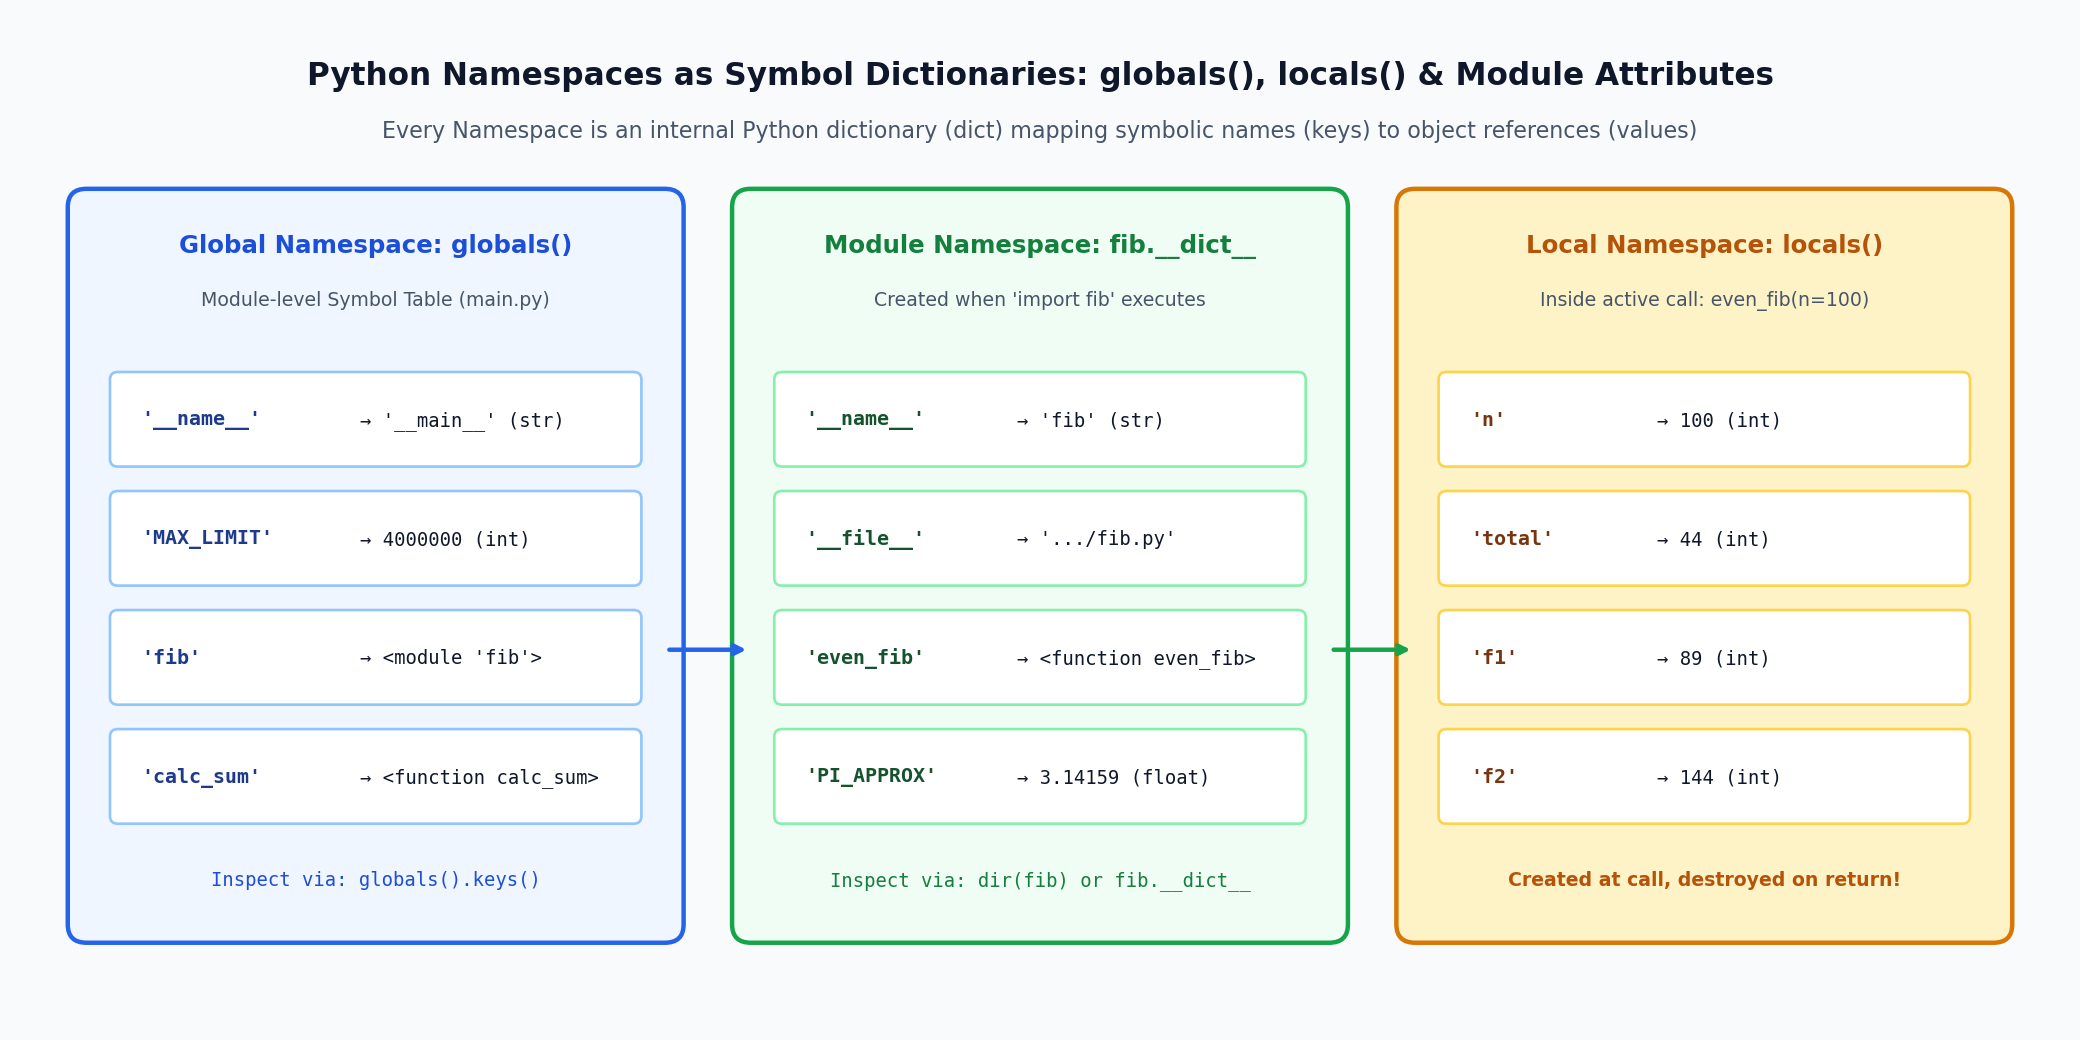 Python Namespaces as Symbol Dictionaries: globals(), locals() & Module Attributes
Every Namespace is an internal Python dictionary (dict) mapping symbolic names (keys) to object references (values)
Global Namespace: globals()
Module-level Symbol Table (main.py)
'__name__' → '__main__' (str)
'MAX_LIMIT' → 4000000 (int)
'fib' → <module 'fib'>
'calc_sum' → <function calc_sum>
Inspect via: globals().keys()
Module Namespace: fib.__dict__
Created when 'import fib' executes
'__name__' → 'fib' (str)
'__file__' → '.../fib.py'
'even_fib' → <function even_fib>
'PI_APPROX' → 3.14159 (float)
Inspect via: dir(fib) or fib.__dict__
Local Namespace: locals()
Inside active call: even_fib(n=100)
'n' → 100 (int)
'total' → 44 (int)
'f1' → 89 (int)
'f2' → 144 (int)
Created at call, destroyed on return!